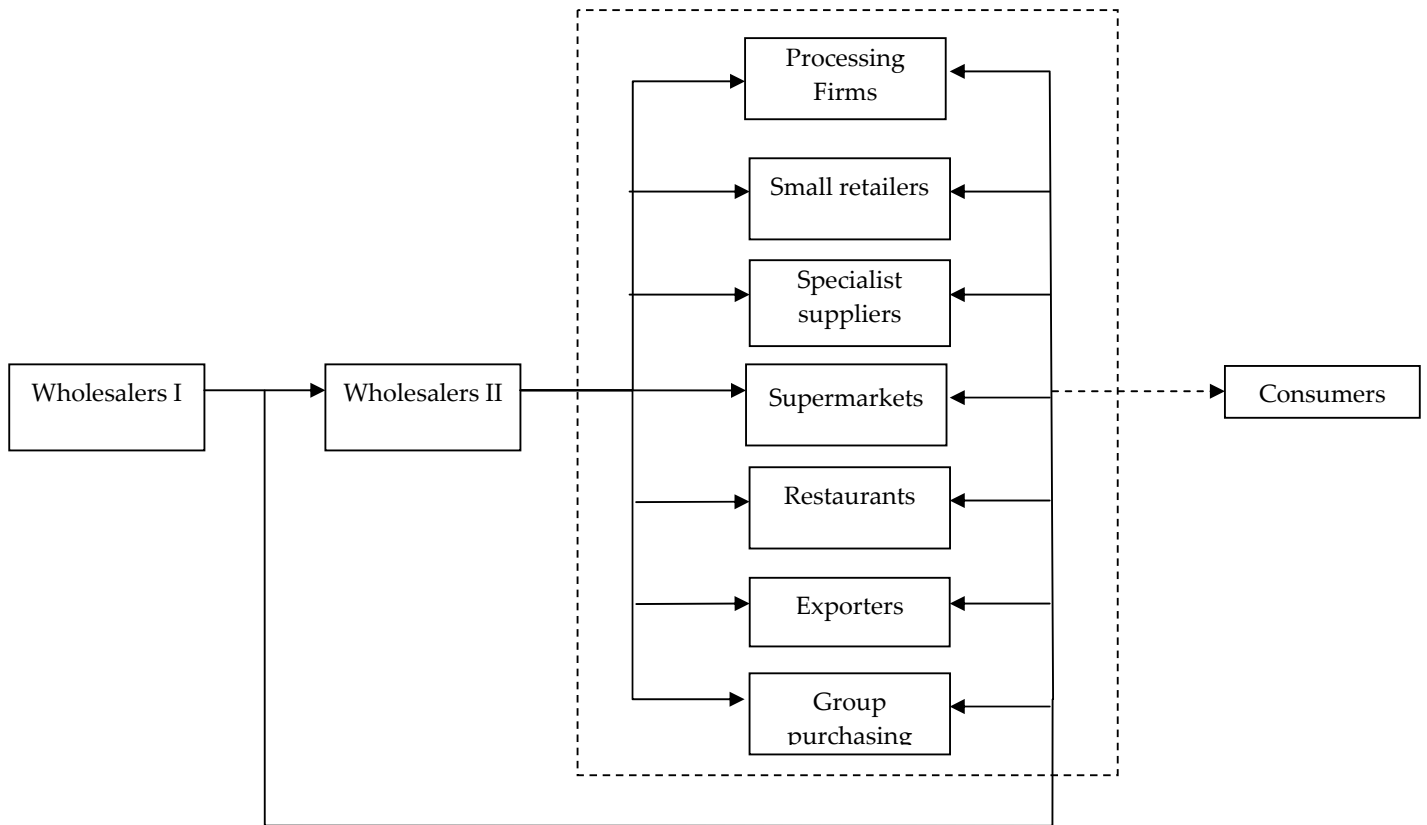 Processing
Firms
Small retailers
Specialist
suppliers
Wholesalers I
Wholesalers II
Supermarkets
Consumers
Restaurants
Exporters
Group
purchasing